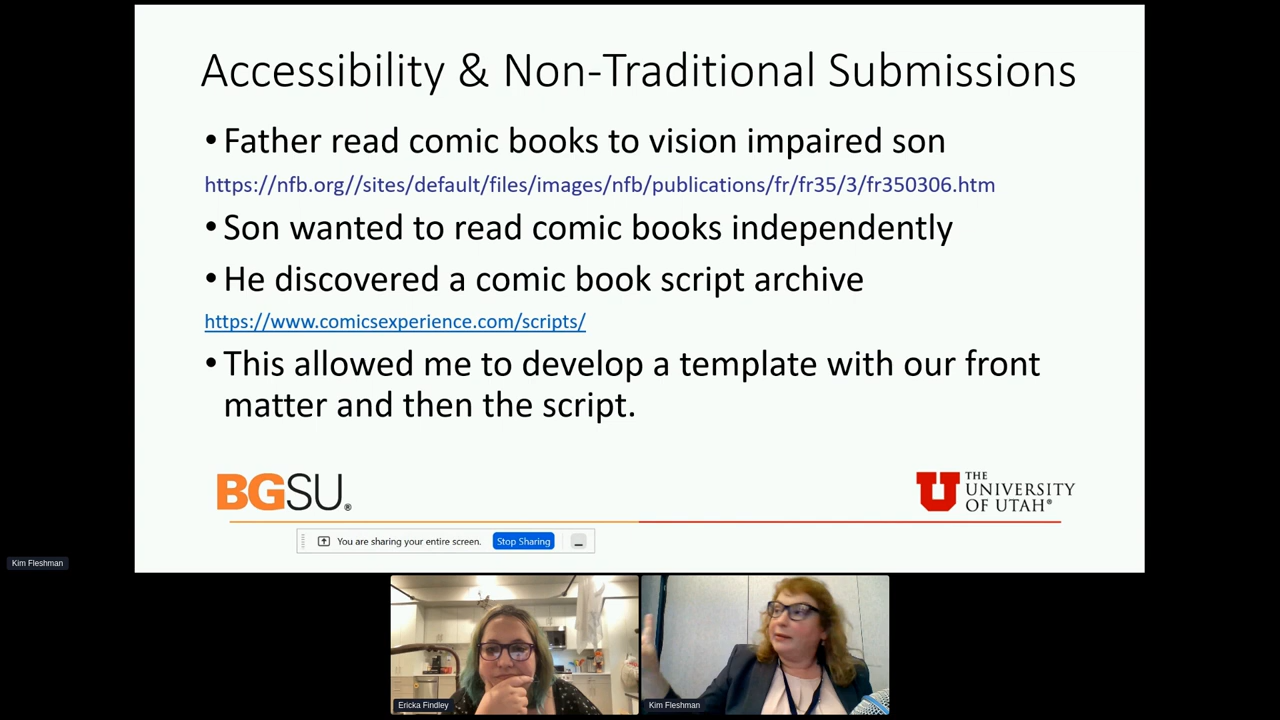 Accessibility & Non-Traditional Submissions
• Father read comic books to vision impaired son
https://nfb.org//sites/default/files/images/nfb/publications/fr/fr35/3/fr350306.htm
• Son wanted to read comic books independently
• He discovered a comic book script archive
https://www.comicsexperience.com/scripts/
• This allowed me to develop a template with our front
matter and then the script.
BGSU®
THE
UNIVERSITY
OF UTAH®
You are sharing your entire screen. Stop Sharing
Kim Fleshman
Ericka Findley
Kim Fleshman